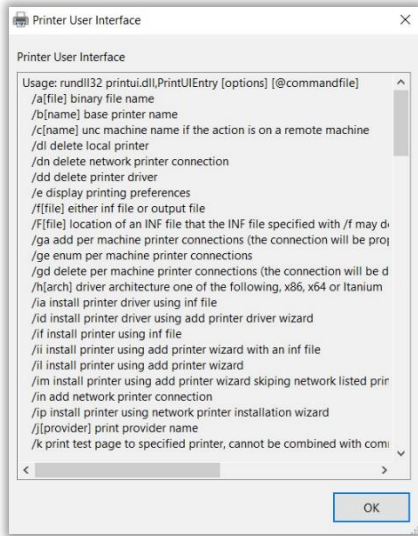 Printer User Interface
Printer User Interface
Usage: rundll32 printui.dll,PrintUIEntry [options] [@commandfile]
/a[file] binary file name
/b[name] base printer name
/c[name] unc machine name if the action is on a remote machine
/dl delete local printer
/dn delete network printer connection
/dd delete printer driver
/e display printing preferences
/f[file] either inf file or output file
/F[file] location of an INF file that the INF file specified with /f may
/ga add per machine printer connections (the connection will be
/ge enum per machine printer connections
/gd delete per machine printer connections (the connection will be
/h[arch] driver architecture one of the following, x86, x64 or Itanium
/ia install printer driver using inf file
/id install printer driver using add printer driver wizard
/if install printer using inf file
/ii install printer using add printer wizard with an inf file
/il install printer using add printer wizard
/im install printer using add printer wizard skiping network listed
/in add network printer connection
/ip install printer using network printer installation wizard
/j[provider] print provider name
/k print test page to specified printer, cannot be combined with
OK